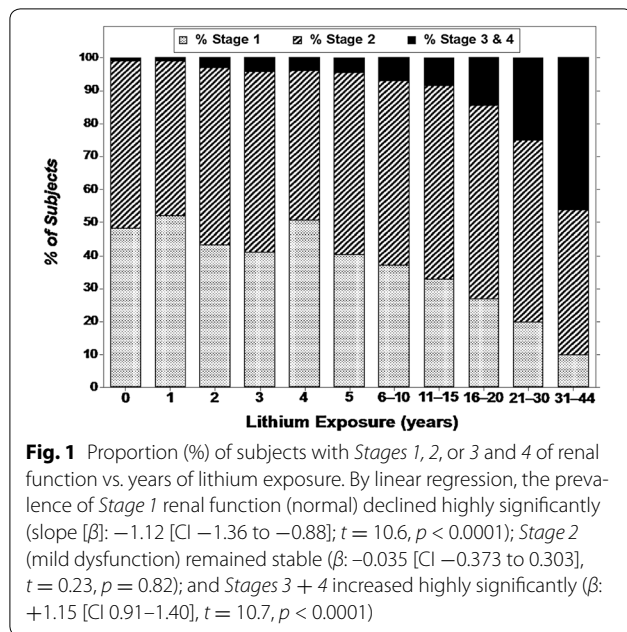 % Stage 1 % Stage 2 % Stage 3 & 4
100
90
80
70
60
50
40
30
20
10
0
% of Subjects
0 1 2 3 4 5 6–10 11–15 16–20 21–30 31–44
Lithium Exposure (years)
Fig. 1 Proportion (%) of subjects with Stages 1, 2, or 3 and 4 of renal
function vs. years of lithium exposure. By linear regression, the preva-
lence of Stage 1 renal function (normal) declined highly significantly
(slope [β]: −1.12 [CI −1.36 to −0.88]; t = 10.6, p < 0.0001); Stage 2
(mild dysfunction) remained stable (β: –0.035 [CI −0.373 to 0.303],
t = 0.23, p = 0.82); and Stages 3 + 4 increased highly significantly (β:
+1.15 [CI 0.91–1.40], t = 10.7, p < 0.0001)